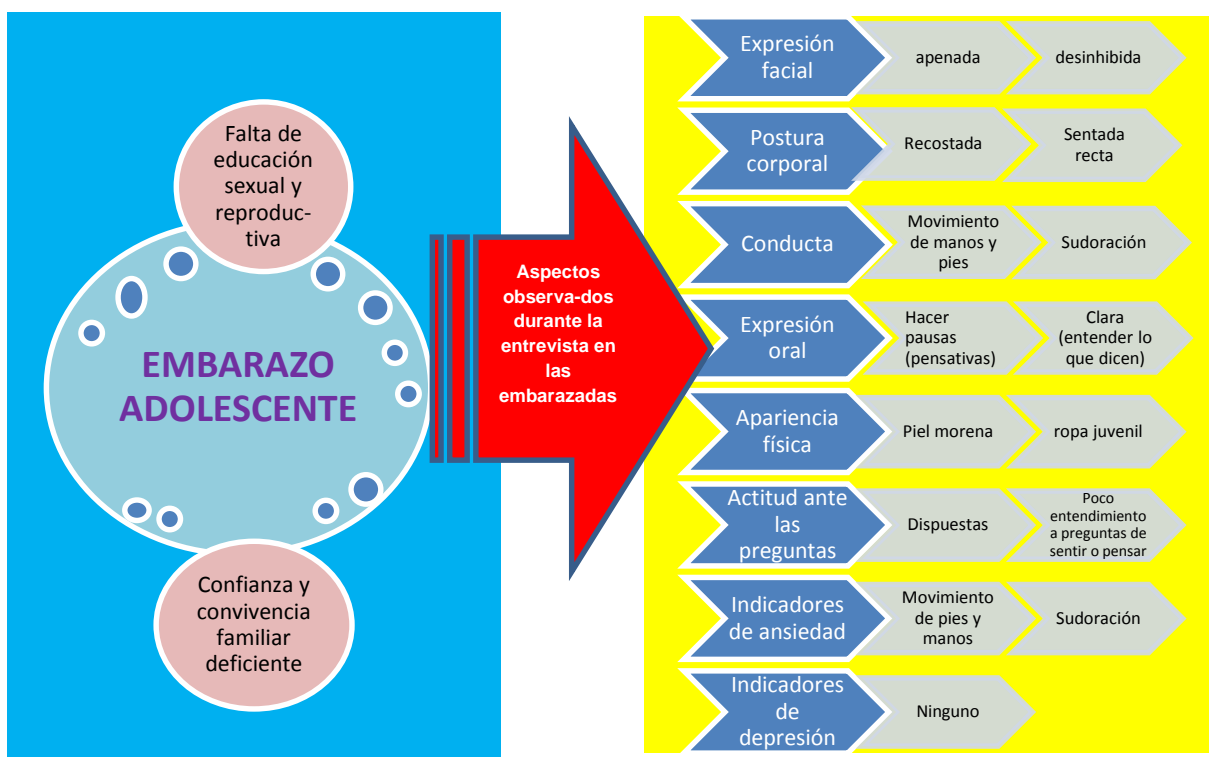 Falta de
educación
sexual y
reproduc-
tiva
EMBARAZO
ADOLESCENTE
Confianza y
convivencia
familiar
deficiente
Aspectos
observa-dos
durante la
entrevista en
las
embarazadas
Expresión
facial
apenada
desinhibida
Postura
corporal
Recostada
Sentada
recta
Conducta
Movimiento
de manos y
pies
Sudoración
Expresión
oral
Hacer
pausas
(pensativas)
Clara
(entender lo
que dicen)
Apariencia
física
Piel morena
ropa juvenil
Actitud ante
las
preguntas
Dispuestas
Poco
entendimiento
a preguntas de
sentir o pensar
Indicadores
de ansiedad
Movimiento
de pies y
manos
Sudoración
Indicadores
de
depresión
Ninguno